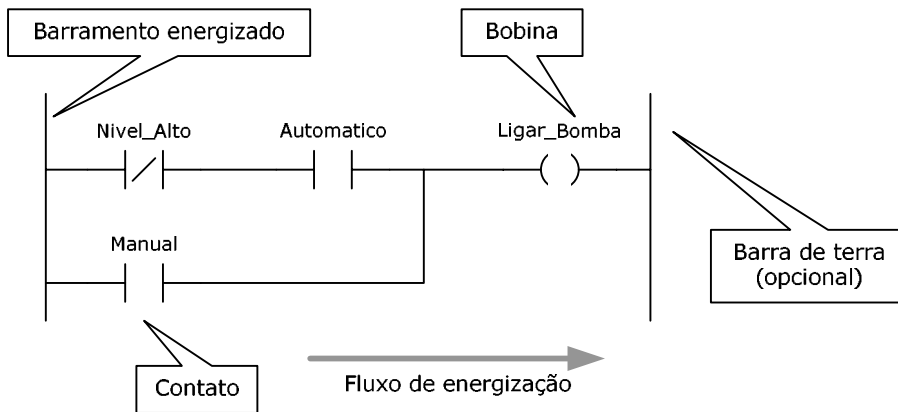 Barramento energizado
Bobina
Nivel_Alto
Automatico
Ligar_Bomba
Manual
Barra de terra
(opcional)
Contato
Fluxo de energização